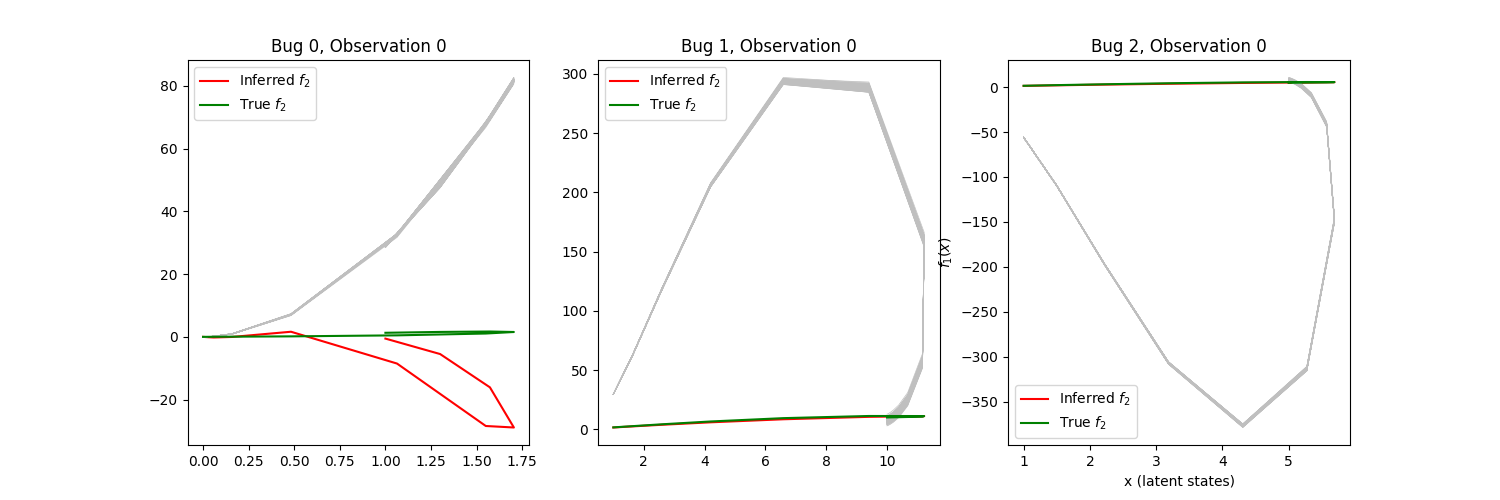 Bug 0, Observation 0
Inferred f₂
True f₂
80
60
40
20
0
−20
0.00 0.25 0.50 0.75 1.00 1.25 1.50 1.75
Bug 1, Observation 0
Inferred f₂
True f₂
300
250
200
150
100
50
0
2 4 6 8 10
Bug 2, Observation 0
f₁(x)
0
−50
−100
−150
−200
−250
−300
−350
Inferred f₂
True f₂
1 2 3 4 5
x (latent states)